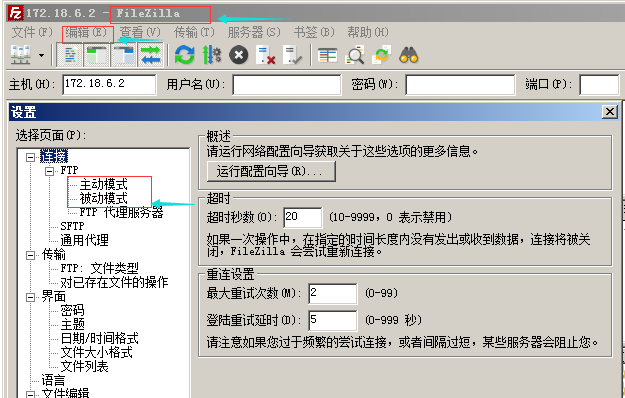 172.18.6.2 - FileZilla
文件(F) 编辑(E) 查看(V) 传输(T) 服务器(S) 书签(B) 帮助(H)
主机(H): 172.18.6.2 用户名(U): 密码(W): 端口(P):
设置
选择页面(P):
连接
FTP
主动模式
被动模式
FTP 代理服务器
SFTP
通用代理
传输
FTP: 文件类型
对已存在文件的操作
界面
密码
主题
日期/时间格式
文件大小格式
文件列表
语言
文件编辑
概述
请运行网络配置向导获取关于这些选项的更多信息。
运行配置向导(R)...
超时
超时秒数(O): 20 (10-9999, 0 表示禁用)
如果一次操作中，在指定的时间长度内没有发出或收到数据，连接将被关
闭，FileZilla 会尝试重新连接。
重连设置
最大重试次数(M): 2 (0-99)
登陆重试延时(D): 5 (0-999 秒)
请注意如果您过于频繁的尝试连接，或者间隔过短，某些服务器会阻止您。